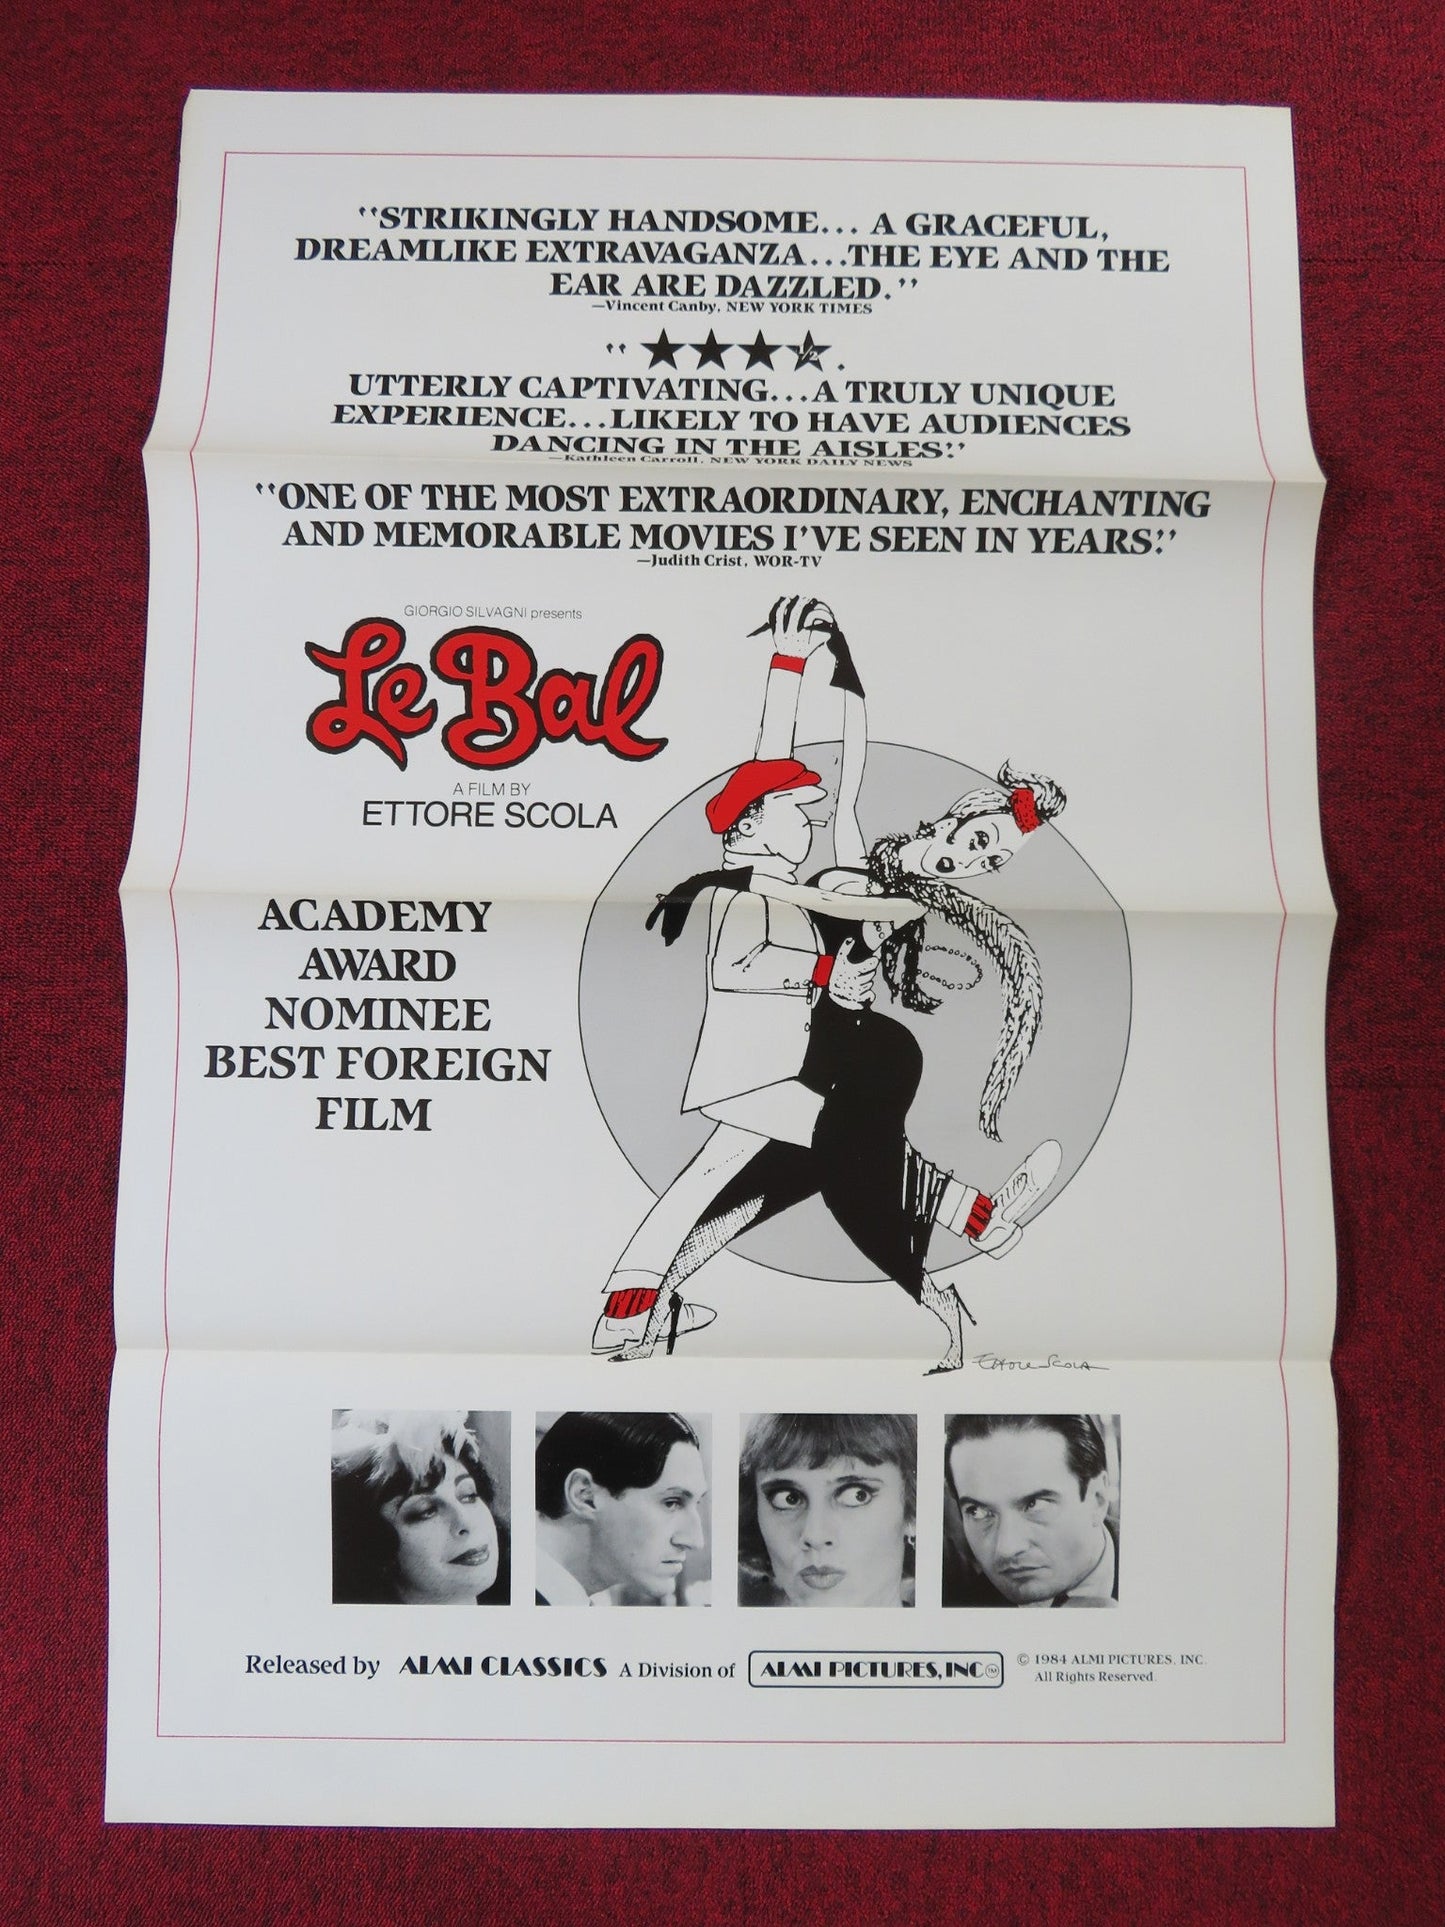 “STRIKINGLY HANDSOME... A GRACEFUL,
DREAMLIKE EXTRAVAGANZA...THE EYE AND THE
EAR ARE DAZZLED.”
—Vincent Canby, NEW YORK TIMES
“★★★½.
UTTERLY CAPTIVATING...A TRULY UNIQUE
EXPERIENCE...LIKELY TO HAVE AUDIENCES
DANCING IN THE AISLES.”
—Kathleen Carroll, NEW YORK DAILY NEWS
“ONE OF THE MOST EXTRAORDINARY, ENCHANTING
AND MEMORABLE MOVIES I'VE SEEN IN YEARS.”
—Judith Crist, WOR-TV
GIORGIO SILVAGNI presents
Le Bal
A FILM BY
ETTORE SCOLA
ACADEMY
AWARD
NOMINEE
BEST FOREIGN
FILM
ETTORE SCOLA
Released by ALMI CLASSICS A Division of ALMI PICTURES, INC. TM
© 1984 ALMI PICTURES, INC.
All Rights Reserved.